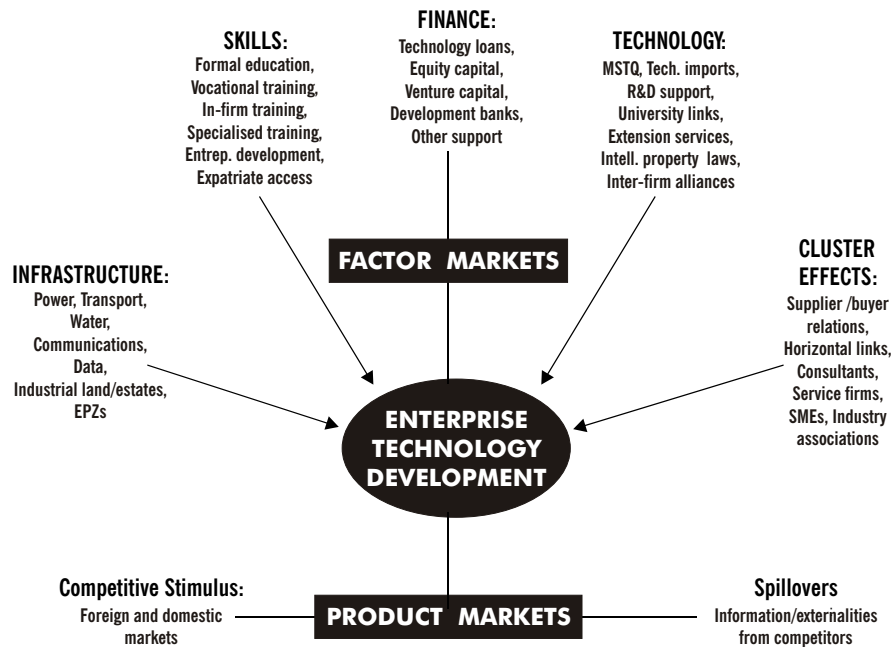 FINANCE:
Technology loans,
Equity capital,
Venture capital,
Development banks,
Other support
SKILLS:
Formal education,
Vocational training,
In-firm training,
Specialised training,
Entrep. development,
Expatriate access
TECHNOLOGY:
MSTQ, Tech. imports,
R&D support,
University links,
Extension services,
Intell. property laws,
Inter-firm alliances
FACTOR MARKETS
INFRASTRUCTURE:
Power, Transport,
Water,
Communications,
Data,
Industrial land/estates,
EPZs
CLUSTER
EFFECTS:
Supplier /buyer
relations,
Horizontal links,
Consultants,
Service firms,
SMEs, Industry
associations
ENTERPRISE
TECHNOLOGY
DEVELOPMENT
Competitive Stimulus:
Foreign and domestic
markets
PRODUCT MARKETS
Spillovers
Information/externalities
from competitors